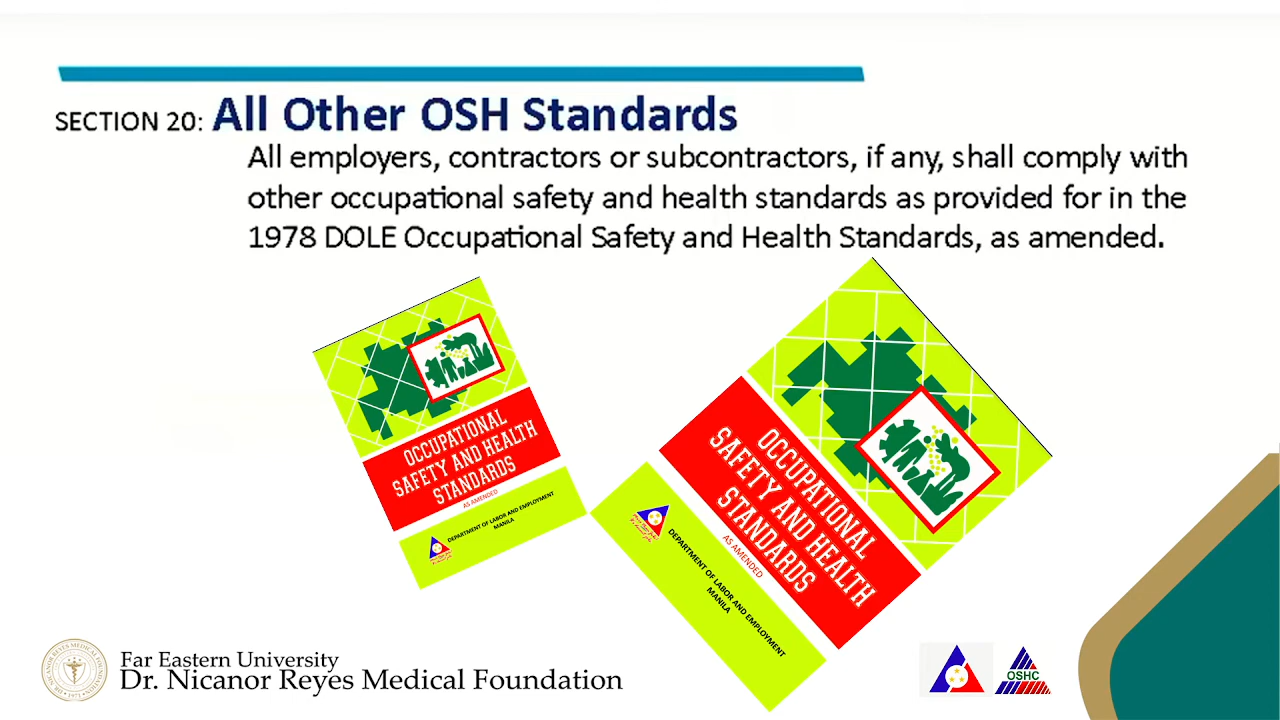 SECTION 20: All Other OSH Standards
All employers, contractors or subcontractors, if any, shall comply with
other occupational safety and health standards as provided for in the
1978 DOLE Occupational Safety and Health Standards, as amended.
OCCUPATIONAL
SAFETY AND HEALTH
STANDARDS
AS AMENDED
DEPARTMENT OF LABOR AND EMPLOYMENT
MANILA
OCCUPATIONAL
SAFETY AND HEALTH
STANDARDS
AS AMENDED
DEPARTMENT OF LABOR AND EMPLOYMENT
MANILA
Far Eastern University
Dr. Nicanor Reyes Medical Foundation
OSHC